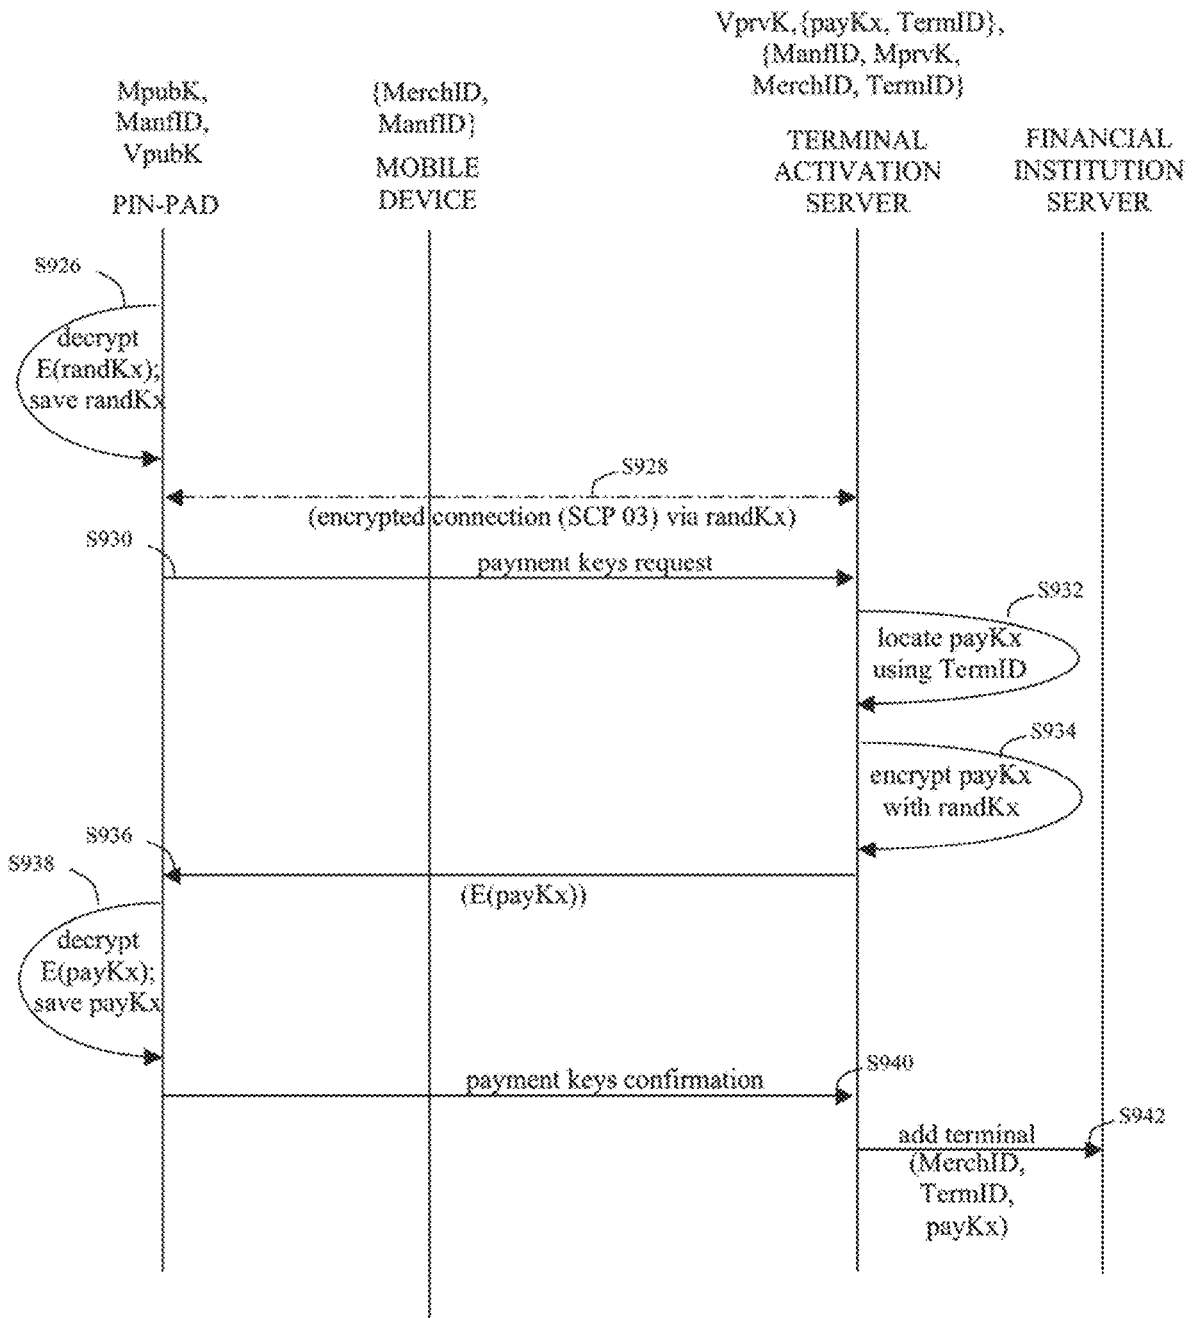 VprvK,{payKx, TermID},
{ManfID, MprvK,
MerchID, TermID}
MpubK,
ManfID,
VpubK
{MerchID,
ManfID}
PIN-PAD
MOBILE
DEVICE
TERMINAL
ACTIVATION
SERVER
FINANCIAL
INSTITUTION
SERVER
S926
decrypt
E(randKx);
save randKx
S928
(encrypted connection (SCP 03) via randKx)
S930
payment keys request
S932
locate payKx
using TermID
S934
encrypt payKx
with randKx
S936
(E(payKx))
S938
decrypt
E(payKx);
save payKx
S940
payment keys confirmation
S942
add terminal
(MerchID,
TermID,
payKx)